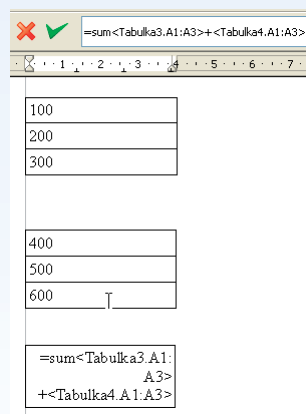 =sum<Tabulka3.A1:A3>+<Tabulka4.A1:A3>
1 2 3 4 5 6 7
100
200
300
400
500
600
=sum<Tabulka3.A1:
A3>
+<Tabulka4.A1:A3>